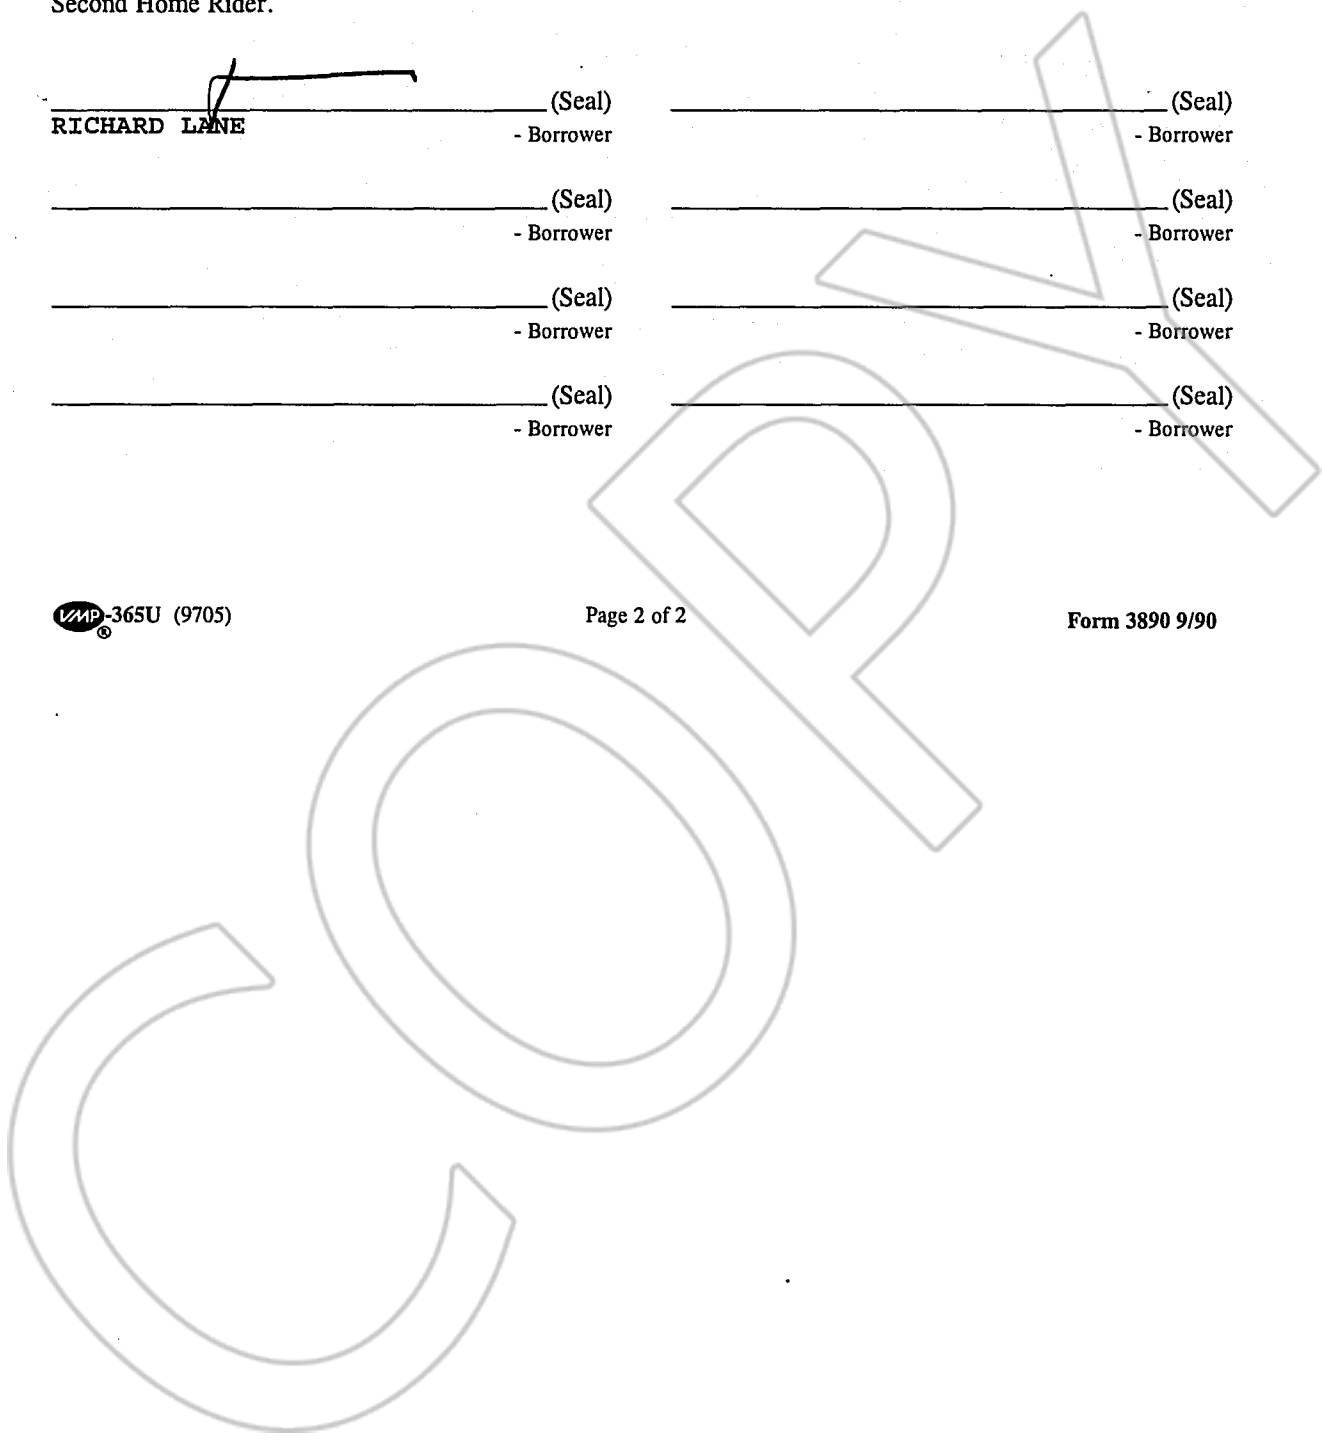 Second Home Rider.
(Seal) (Seal)
RICHARD LANE - Borrower - Borrower
(Seal) (Seal)
- Borrower - Borrower
(Seal) (Seal)
- Borrower - Borrower
(Seal) (Seal)
- Borrower - Borrower
VMP®-365U (9705) Page 2 of 2 Form 3890 9/90
COPY